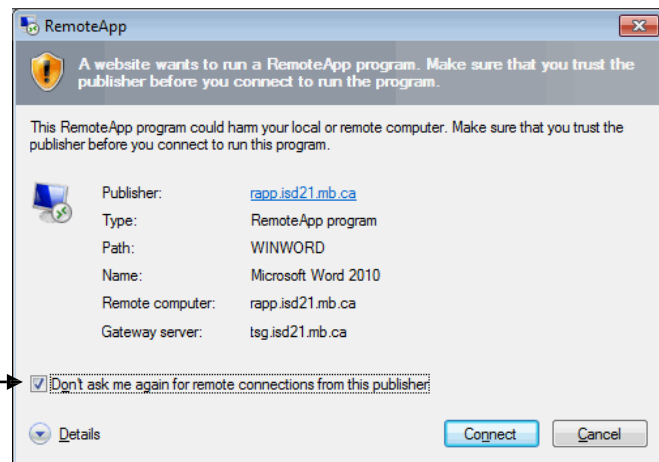 RemoteApp
A website wants to run a RemoteApp program. Make sure that you trust the
publisher before you connect to run the program.
This RemoteApp program could harm your local or remote computer. Make sure that you trust the
publisher before you connect to run this program.
Publisher: rapp.isd21.mb.ca
Type: RemoteApp program
Path: WINWORD
Name: Microsoft Word 2010
Remote computer: rapp.isd21.mb.ca
Gateway server: tsg.isd21.mb.ca
Don't ask me again for remote connections from this publisher
Details Connect Cancel